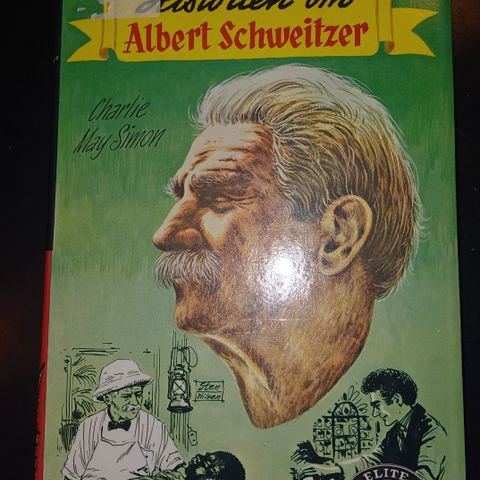 Historien om
Albert Schweitzer
Charlie
May Simon
Sten
Nilsen
ELITE